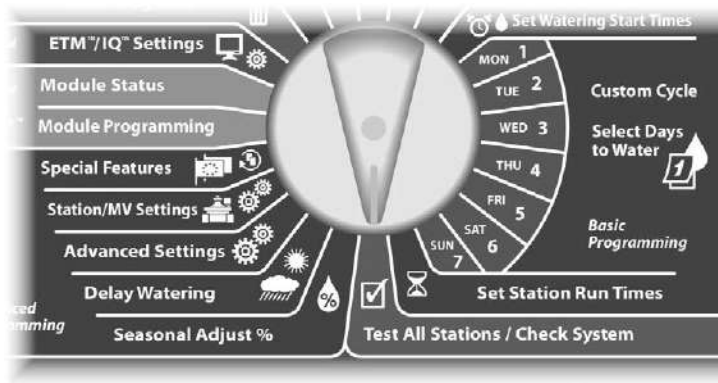 Set Watering Start Times
ETM™/IQ™ Settings
MON 1
Module Status
TUE 2
Custom Cycle
Module Programming
WED 3
Select Days
to Water
1
Special Features
THU 4
Station/MV Settings
FRI 5
SAT 6
Basic
Programming
Advanced Settings
SUN 7
Delay Watering
Set Station Run Times
%
Seasonal Adjust %
Test All Stations / Check System